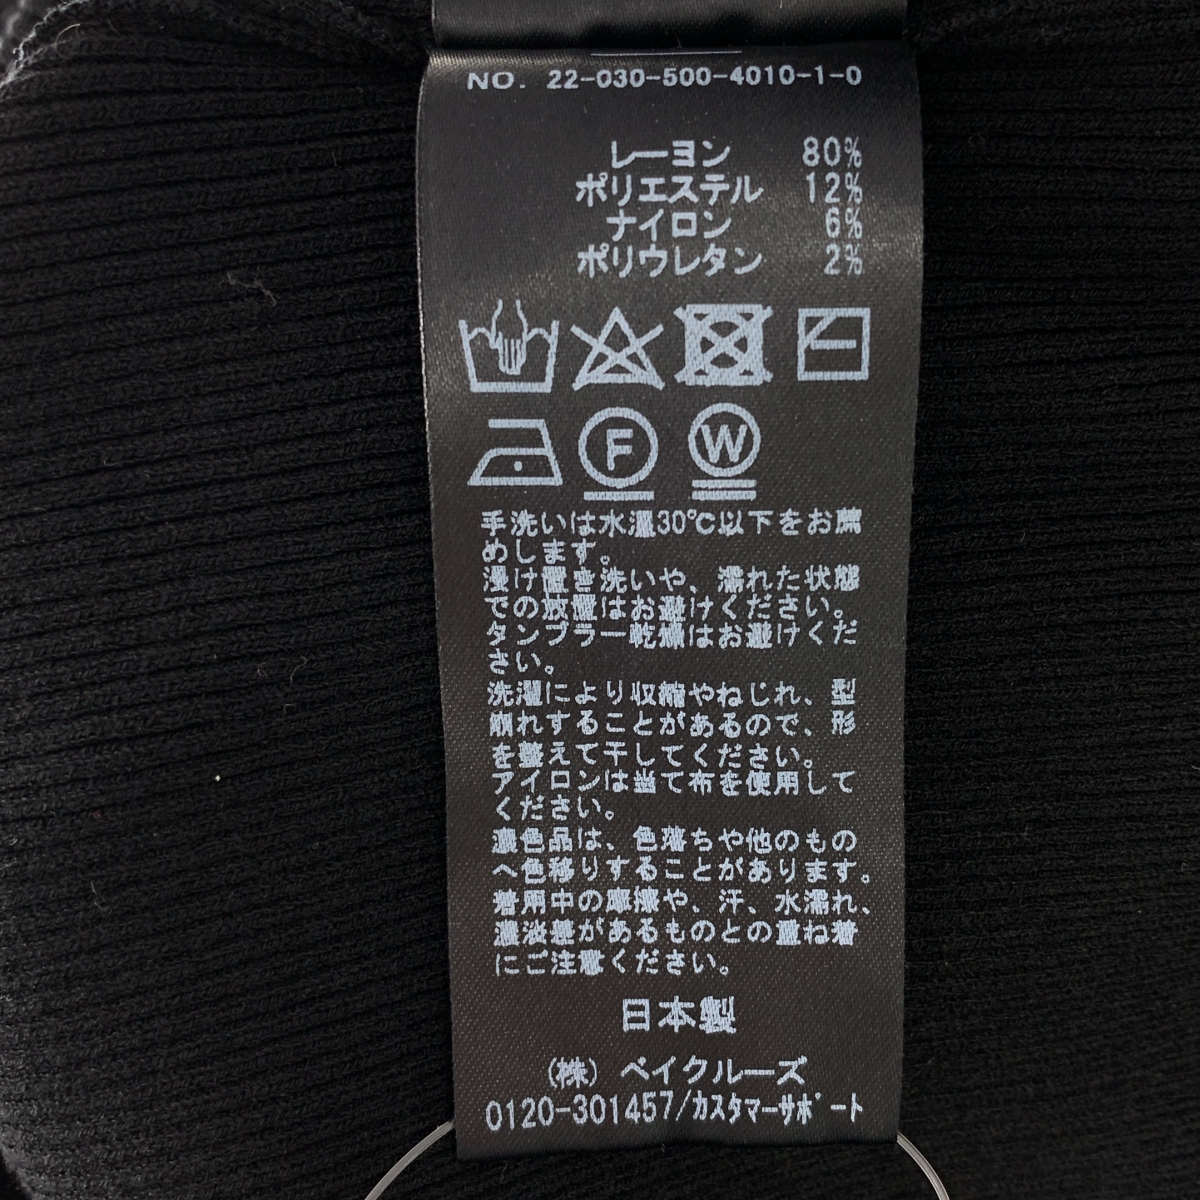 NO. 22-030-500-4010-1-0
レーヨン 80%
ポリエステル 12%
ナイロン 6%
ポリウレタン 2%
F W
手洗いは水温30℃以下をお薦
めします。
浸け置き洗いや、濡れた状態
での放置はお避けください。
タンブラー乾燥はお避けくだ
さい。
洗濯により収縮やねじれ、型
崩れすることがあるので、形
を整えて干してください。
アイロンは当て布を使用して
ください。
濃色品は、色落ちや他のもの
へ色移りすることがあります。
着用中の摩擦や、汗、水濡れ、
濃淡差があるものとの重ね着
にご注意ください。
日本製
(株) ベイクルーズ
0120-301457/カスタマーサポート